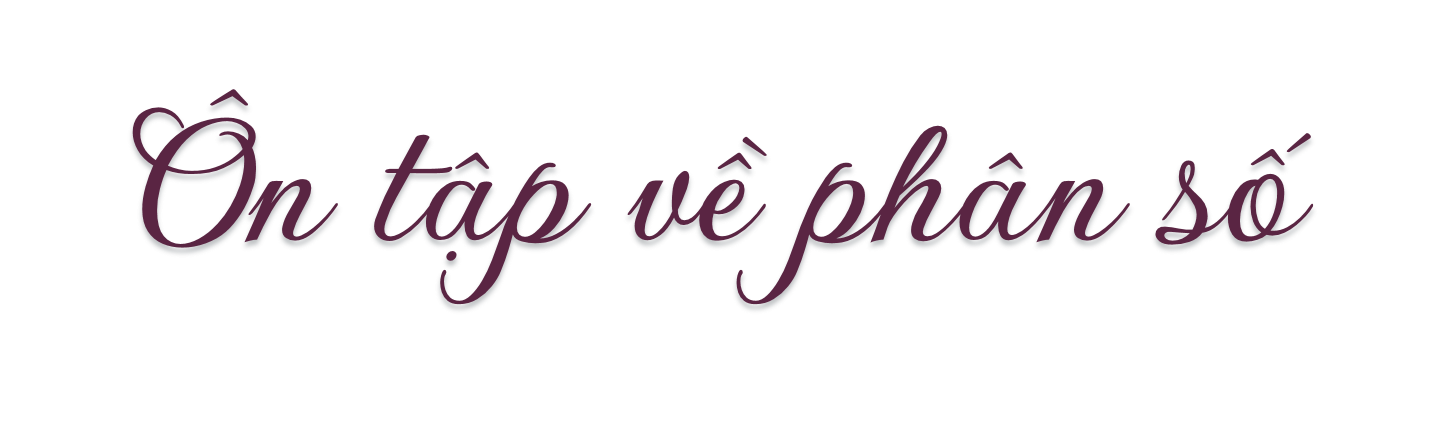 Ôn tập về phân số